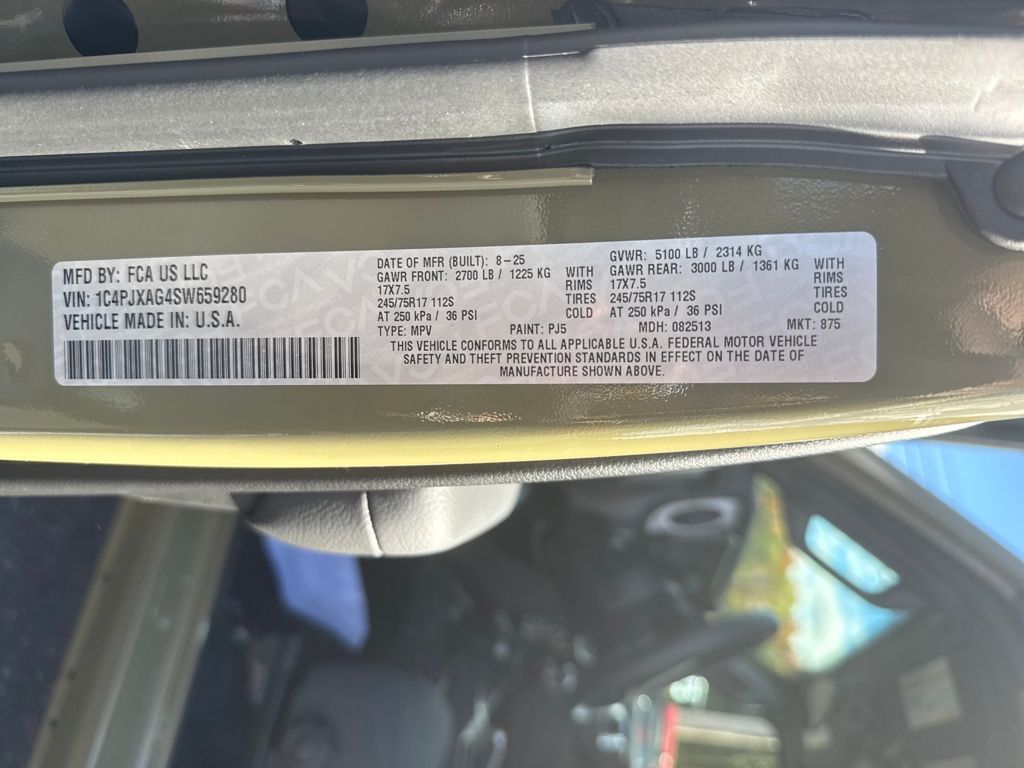 MFD BY: FCA US LLC
VIN: 1C4PJXAG4SW659280
VEHICLE MADE IN: U.S.A.
DATE OF MFR (BUILT): 8-25
GAWR FRONT: 2700 LB / 1225 KG WITH
17X7.5 RIMS
245/75R17 112S TIRES
AT 250 kPa / 36 PSI COLD
GVWR: 5100 LB / 2314 KG
GAWR REAR: 3000 LB / 1361 KG WITH
17X7.5 RIMS
245/75R17 112S TIRES
AT 250 kPa / 36 PSI COLD
TYPE: MPV PAINT: PJ5 MDH: 082513 MKT: 875
THIS VEHICLE CONFORMS TO ALL APPLICABLE U.S.A. FEDERAL MOTOR VEHICLE
SAFETY AND THEFT PREVENTION STANDARDS IN EFFECT ON THE DATE OF
MANUFACTURE SHOWN ABOVE.